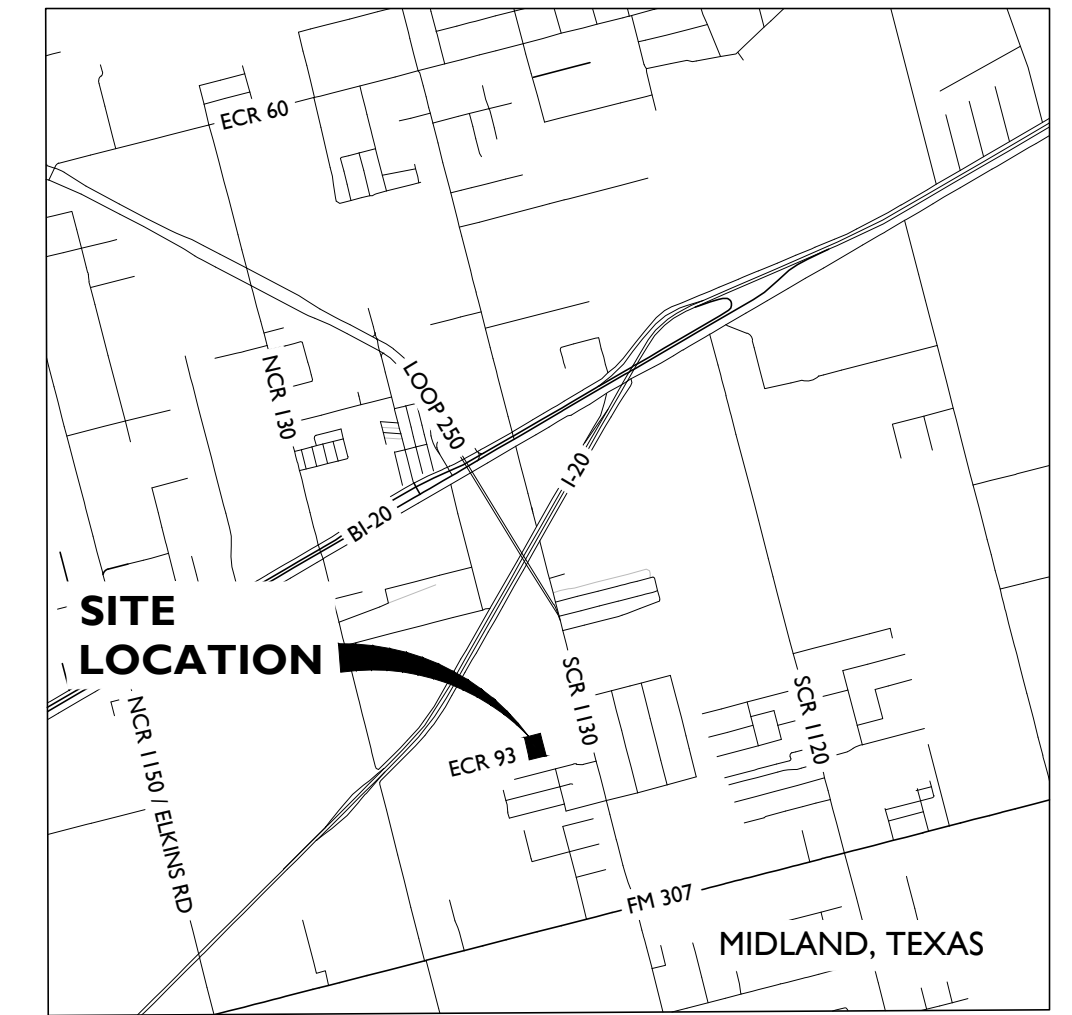 ECR 60
NCR 130
LOOP 250
I-20
BI-20
SITE
LOCATION
SCR 1130
SCR 1120
NCR 1150 / ELKINS RD
ECR 93
FM 307
MIDLAND, TEXAS